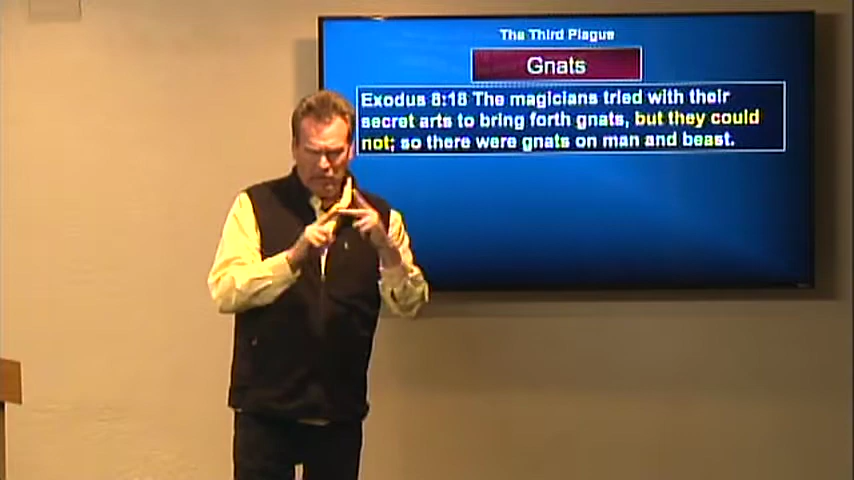 The Third Plague
Gnats
Exodus 8:18 The magicians tried with their
secret arts to bring forth gnats, but they could
not; so there were gnats on man and beast.